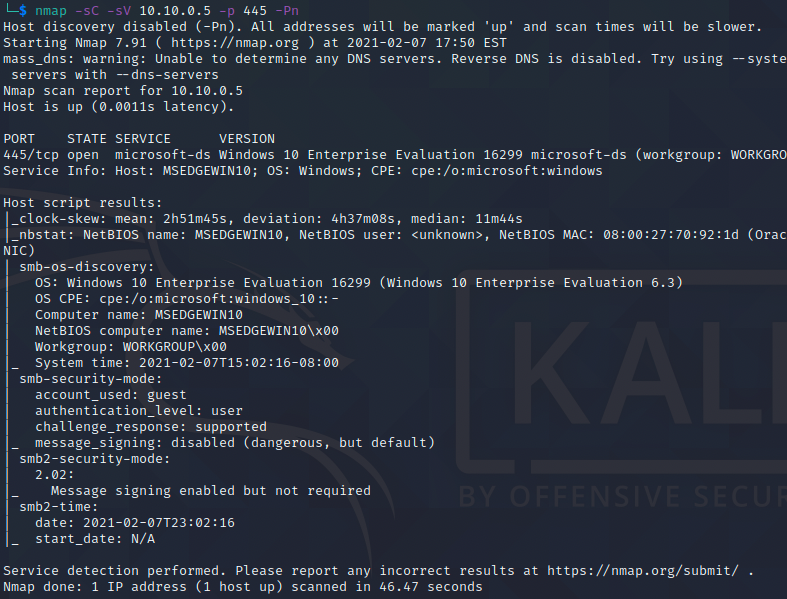 └─$ nmap -sC -sV 10.10.0.5 -p 445 -Pn
Host discovery disabled (-Pn). All addresses will be marked 'up' and scan times will be slower.
Starting Nmap 7.91 ( https://nmap.org ) at 2021-02-07 17:50 EST
mass_dns: warning: Unable to determine any DNS servers. Reverse DNS is disabled. Try using --syste
 servers with --dns-servers
Nmap scan report for 10.10.0.5
Host is up (0.0011s latency).
PORT    STATE SERVICE      VERSION
445/tcp open  microsoft-ds Windows 10 Enterprise Evaluation 16299 microsoft-ds (workgroup: WORKGRO
Service Info: Host: MSEDGEWIN10; OS: Windows; CPE: cpe:/o:microsoft:windows
Host script results:
|_clock-skew: mean: 2h51m45s, deviation: 4h37m08s, median: 11m44s
|_nbstat: NetBIOS name: MSEDGEWIN10, NetBIOS user: <unknown>, NetBIOS MAC: 08:00:27:70:92:1d (Orac
NIC)
| smb-os-discovery:
|   OS: Windows 10 Enterprise Evaluation 16299 (Windows 10 Enterprise Evaluation 6.3)
|   OS CPE: cpe:/o:microsoft:windows_10::-
|   Computer name: MSEDGEWIN10
|   NetBIOS computer name: MSEDGEWIN10\x00
|   Workgroup: WORKGROUP\x00
|_  System time: 2021-02-07T15:02:16-08:00
| smb-security-mode:
|   account_used: guest
|   authentication_level: user
|   challenge_response: supported
|_  message_signing: disabled (dangerous, but default)
| smb2-security-mode:
|   2.02:
|_    Message signing enabled but not required
| smb2-time:
|   date: 2021-02-07T23:02:16
|_  start_date: N/A
Service detection performed. Please report any incorrect results at https://nmap.org/submit/ .
Nmap done: 1 IP address (1 host up) scanned in 46.47 seconds
KALI
BY OFFENSIVE SECUR